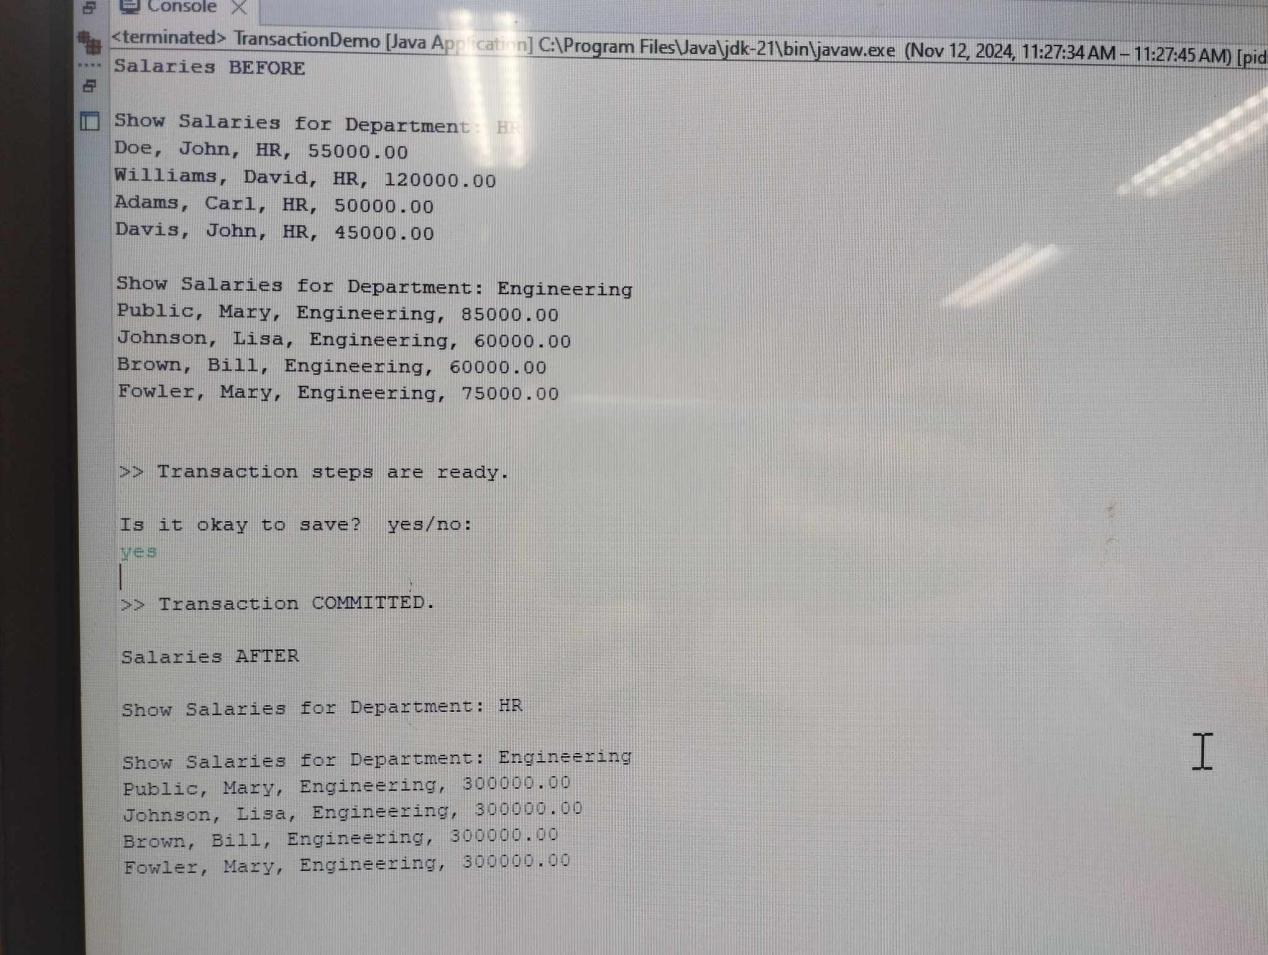 Console
<terminated> TransactionDemo [Java Application] C:\Program Files\Java\jdk-21\bin\javaw.exe (Nov 12, 2024, 11:27:34 AM – 11:27:45 AM) [pid
Salaries BEFORE
Show Salaries for Department: HR
Doe, John, HR, 55000.00
Williams, David, HR, 120000.00
Adams, Carl, HR, 50000.00
Davis, John, HR, 45000.00
Show Salaries for Department: Engineering
Public, Mary, Engineering, 85000.00
Johnson, Lisa, Engineering, 60000.00
Brown, Bill, Engineering, 60000.00
Fowler, Mary, Engineering, 75000.00
>> Transaction steps are ready.
Is it okay to save?  yes/no:
yes
>> Transaction COMMITTED.
Salaries AFTER
Show Salaries for Department: HR
Show Salaries for Department: Engineering
Public, Mary, Engineering, 300000.00
Johnson, Lisa, Engineering, 300000.00
Brown, Bill, Engineering, 300000.00
Fowler, Mary, Engineering, 300000.00